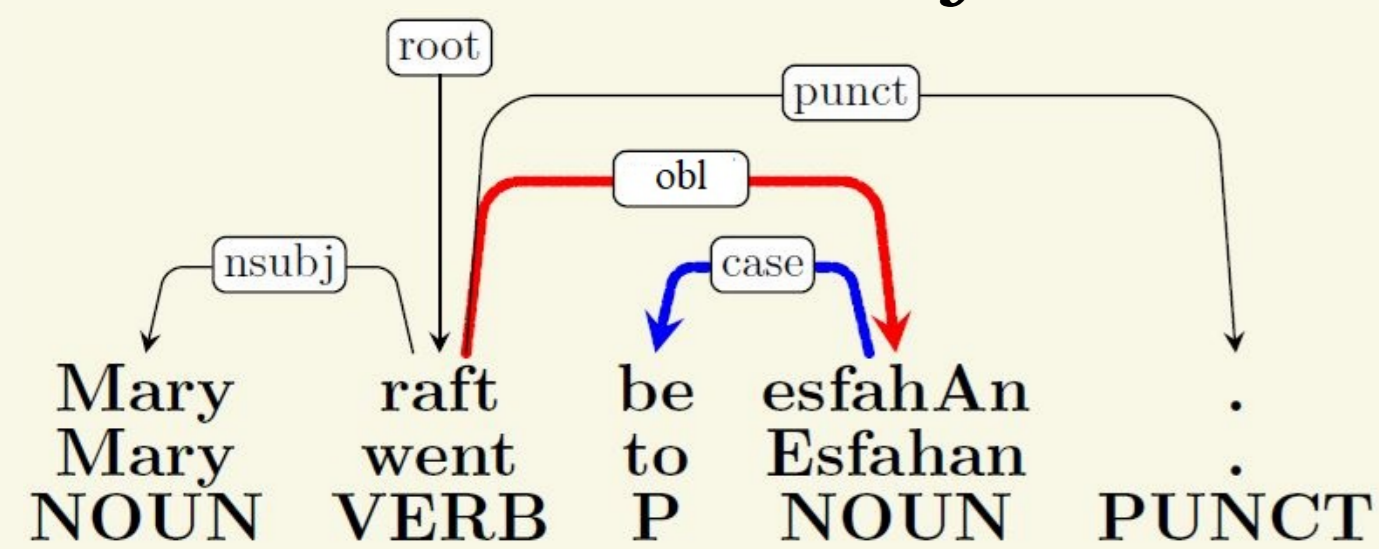 root
punct
obl
nsubj case
Mary raft be esfahAn .
Mary went to Esfahan .
NOUN VERB P NOUN PUNCT